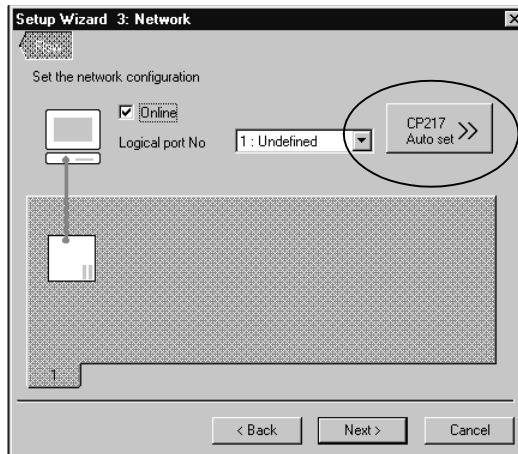 Setup Wizard 3: Network
Set the network configuration
Online
Logical port No
1 : Undefined
CP217
Auto set >>
1
< Back
Next >
Cancel